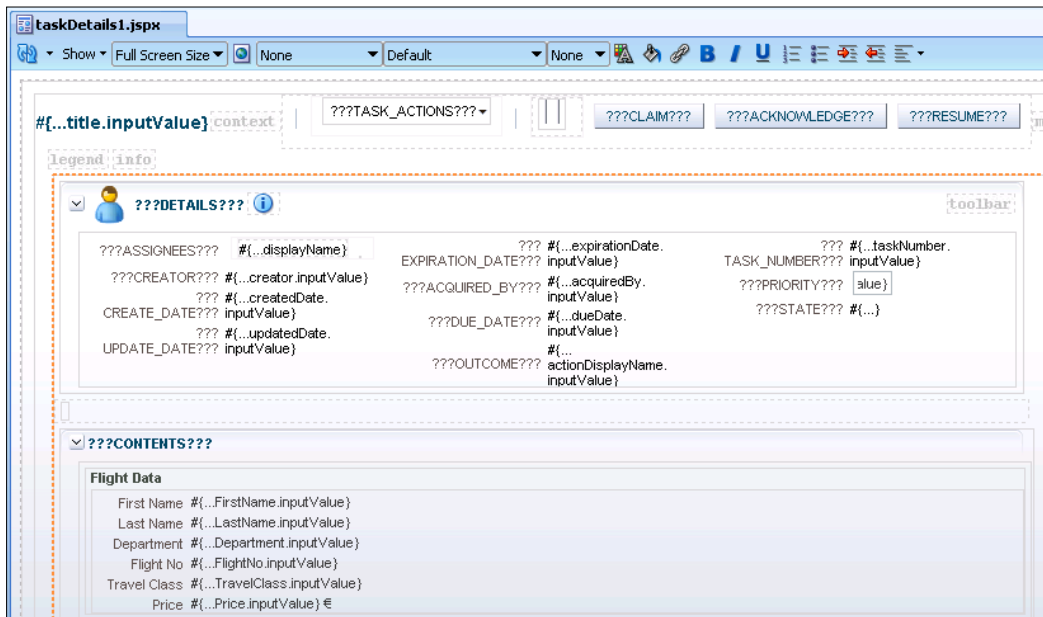 taskDetails1.jspx
Show Full Screen Size None Default None B I U
#{...title.inputValue} context ???TASK_ACTIONS??? ???CLAIM??? ???ACKNOWLEDGE??? ???RESUME???
legend info
???DETAILS??? toolbar
???ASSIGNEES??? #{...displayName}
???CREATOR??? #{...creator.inputValue}
??? CREATE_DATE??? #{...createdDate.
inputValue}
??? UPDATE_DATE??? #{...updatedDate.
inputValue}
??? EXPIRATION_DATE??? #{...expirationDate.
inputValue}
???ACQUIRED_BY??? #{...acquiredBy.
inputValue}
???DUE_DATE??? #{...dueDate.
inputValue}
???OUTCOME??? #{...
actionDisplayName.
inputValue}
??? TASK_NUMBER??? #{...taskNumber.
inputValue}
???PRIORITY??? alue}
???STATE??? #{...}
???CONTENTS???
Flight Data
First Name #{...FirstName.inputValue}
Last Name #{...LastName.inputValue}
Department #{...Department.inputValue}
Flight No #{...FlightNo.inputValue}
Travel Class #{...TravelClass.inputValue}
Price #{...Price.inputValue} €